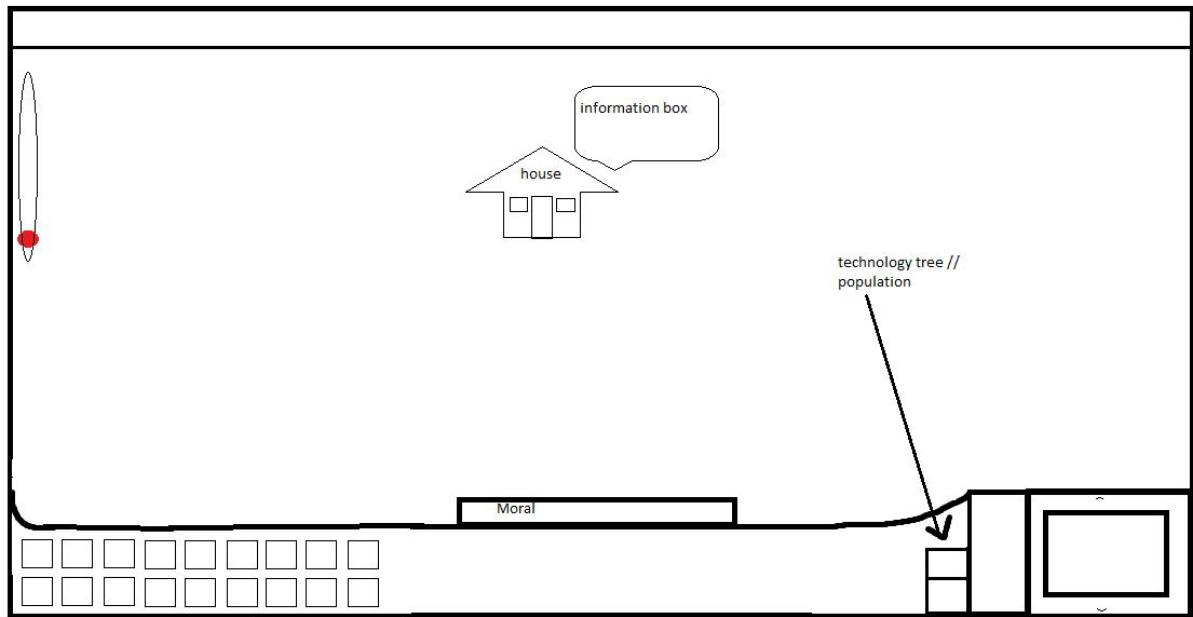 information box
house
technology tree //
population
Moral